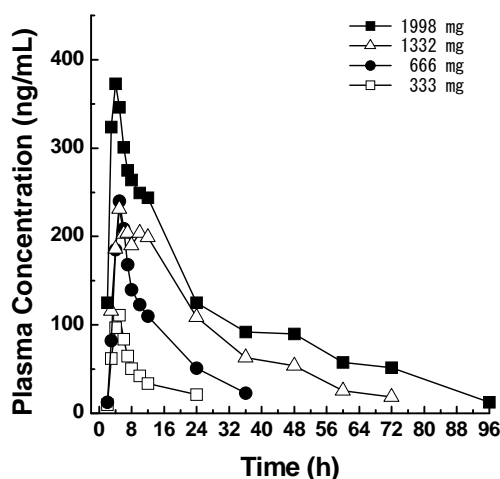 1998 mg
1332 mg
666 mg
333 mg
Plasma Concentration (ng/mL)
400
300
200
100
0
0 8 16 24 32 40 48 56 64 72 80 88 96
Time (h)